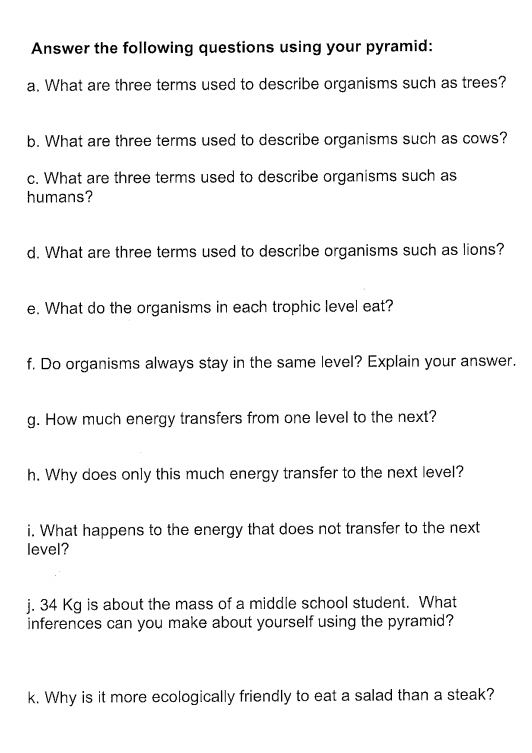 Answer the following questions using your pyramid:
a. What are three terms used to describe organisms such as trees?
b. What are three terms used to describe organisms such as cows?
c. What are three terms used to describe organisms such as
humans?
d. What are three terms used to describe organisms such as lions?
e. What do the organisms in each trophic level eat?
f. Do organisms always stay in the same level? Explain your answer.
g. How much energy transfers from one level to the next?
h. Why does only this much energy transfer to the next level?
i. What happens to the energy that does not transfer to the next
level?
j. 34 Kg is about the mass of a middle school student.  What
inferences can you make about yourself using the pyramid?
k. Why is it more ecologically friendly to eat a salad than a steak?